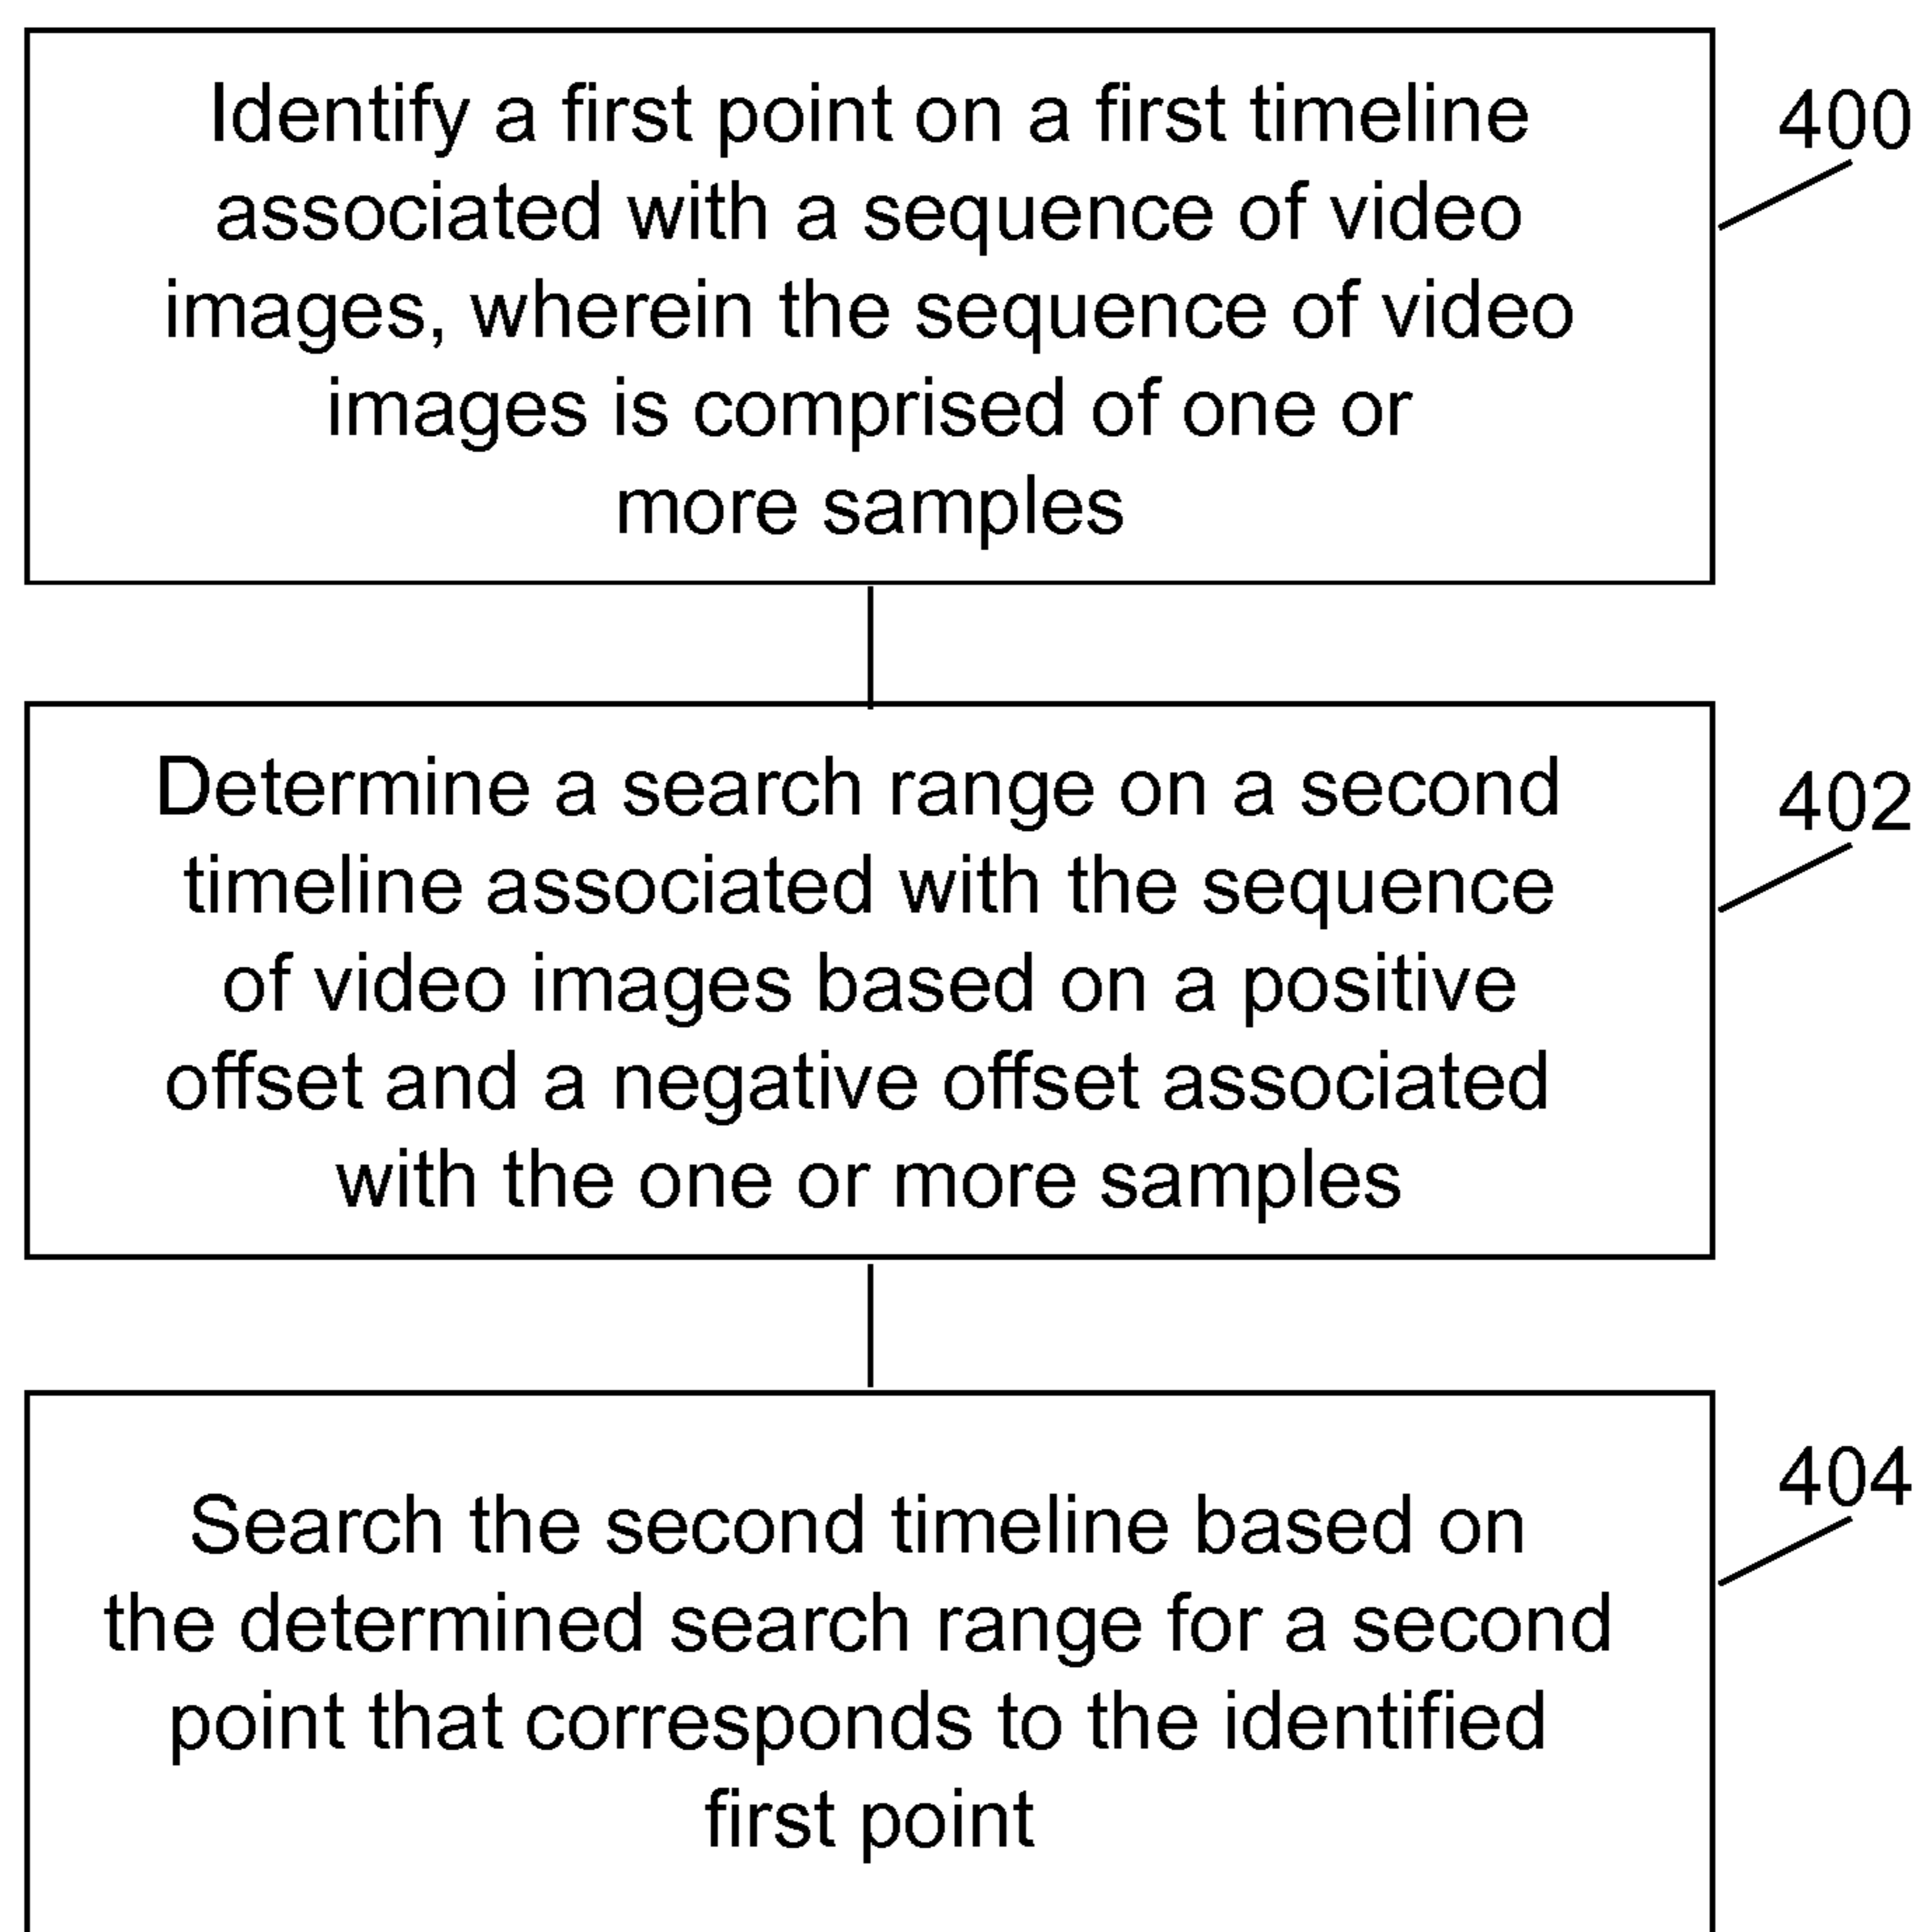 Identify a first point on a first timeline
associated with a sequence of video
images, wherein the sequence of video
images is comprised of one or
more samples
400
Determine a search range on a second
timeline associated with the sequence
of video images based on a positive
offset and a negative offset associated
with the one or more samples
402
Search the second timeline based on
the determined search range for a second
point that corresponds to the identified
first point
404